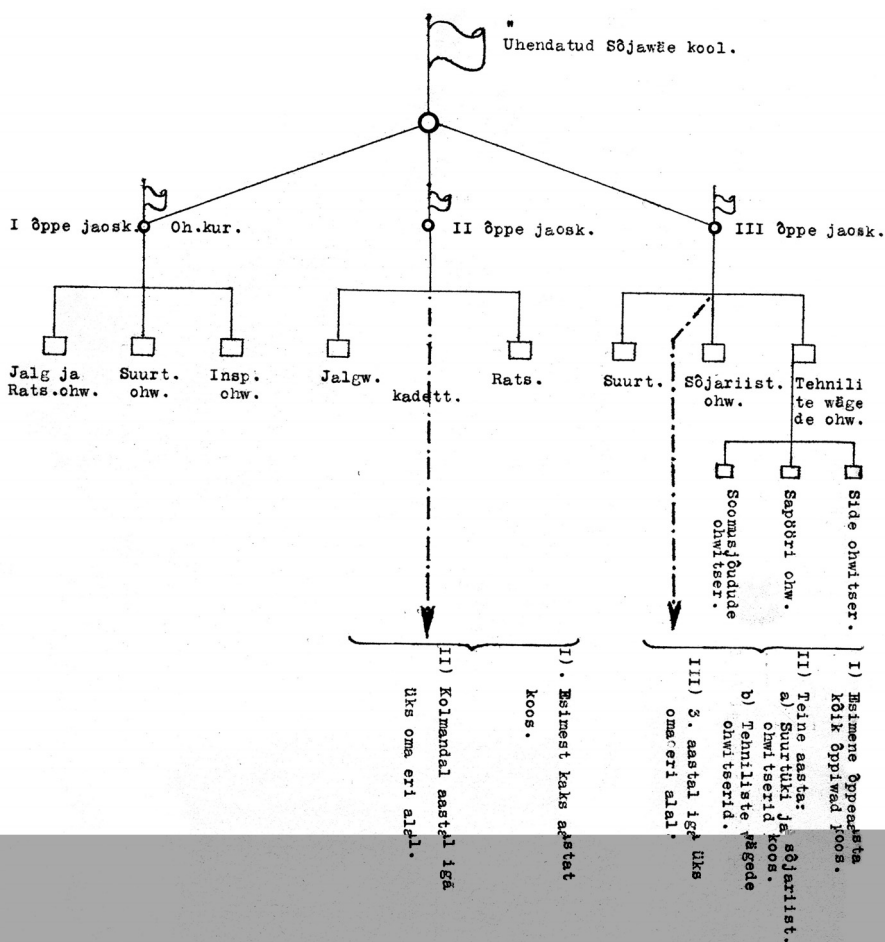 Ühendatud Sõjawäe kool.
I õppe jaosk. Oh.kur.
II õppe jaosk.
III õppe jaosk.
Jalg ja
Rats.ohw.
Suurt.
ohw.
Insp.
ohw.
Jalgw.
kadett.
Rats.
Suurt.
Sõjariist.
ohw.
Tehnili
te wäge
de ohw.
Soomusjõudude
ohwitser.
Sapööri ohw.
Side ohwitser.
I). Esimest kaks aastat
koos.
II) Kolmandal aastal igä
üks oma eri alal.
I) Esimene õppeaasta
kõik õppiwad koos.
II) Teine aasta:
a) Suurtüki ja sõjariist.
ohwitserid koos.
b) Tehniliste wägede
ohwitserid.
III) 3. aastal iga üks
oma eri alal.